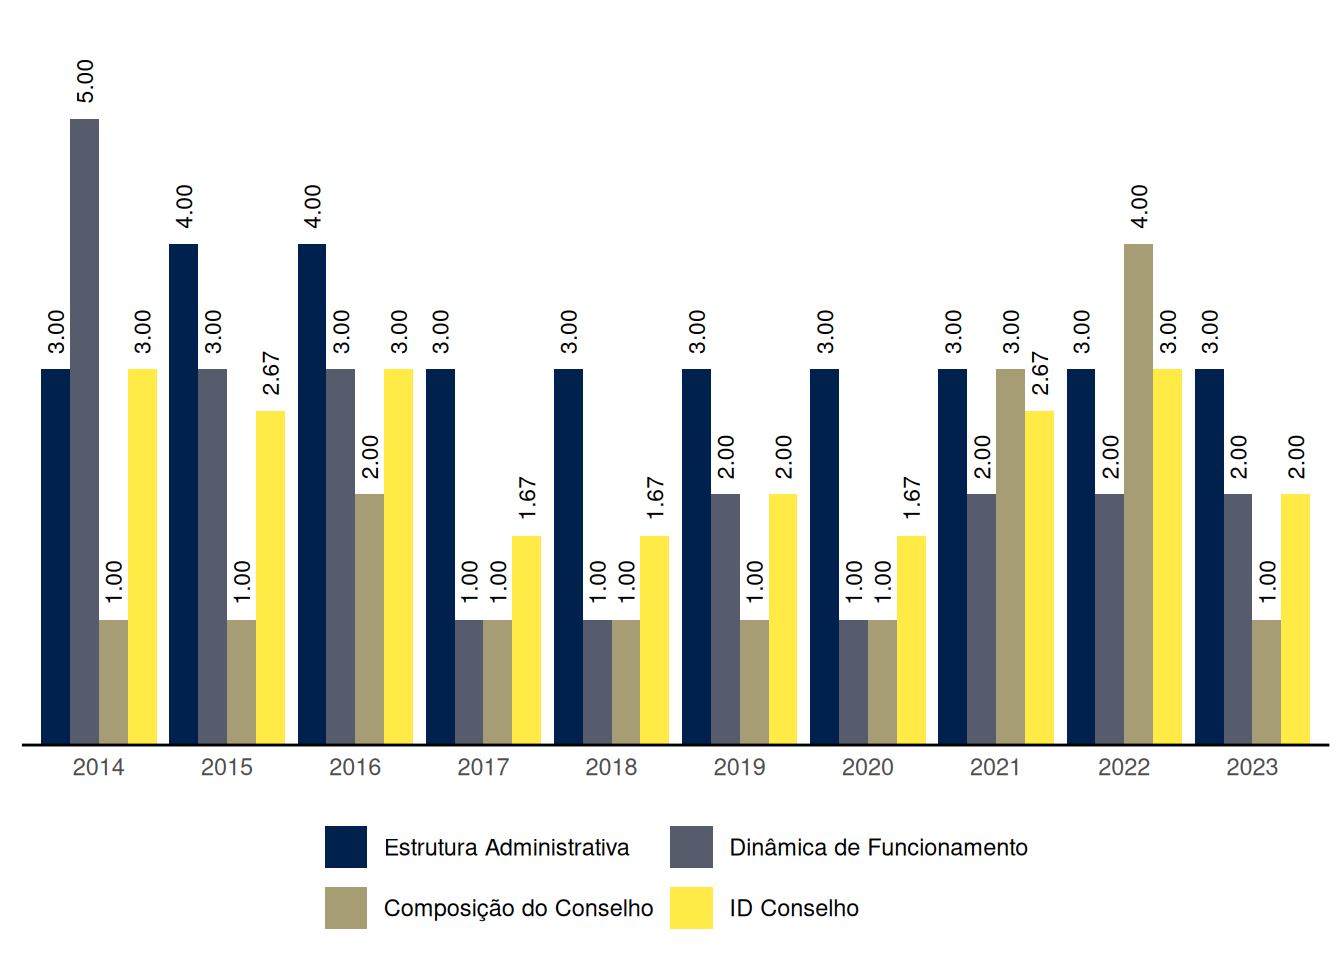 5.00
4.00 4.00 4.00
3.00 3.00 3.00 3.00 3.00 3.00 3.00 3.00 3.00 3.00 3.00 3.00 3.00 3.00
2.67 2.67
2.00 2.00 2.00 2.00 2.00 2.00 2.00
1.67 1.67 1.67
1.00 1.00 1.00 1.00 1.00 1.00 1.00 1.00 1.00 1.00
2014 2015 2016 2017 2018 2019 2020 2021 2022 2023
Estrutura Administrativa Dinâmica de Funcionamento
Composição do Conselho ID Conselho